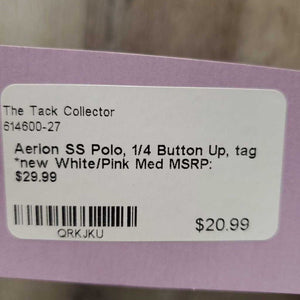 The Tack Collector
614600-27
Aerion SS Polo, 1/4 Button Up, tag
*new White/Pink Med MSRP:
$29.99
QRKJKU
$20.99